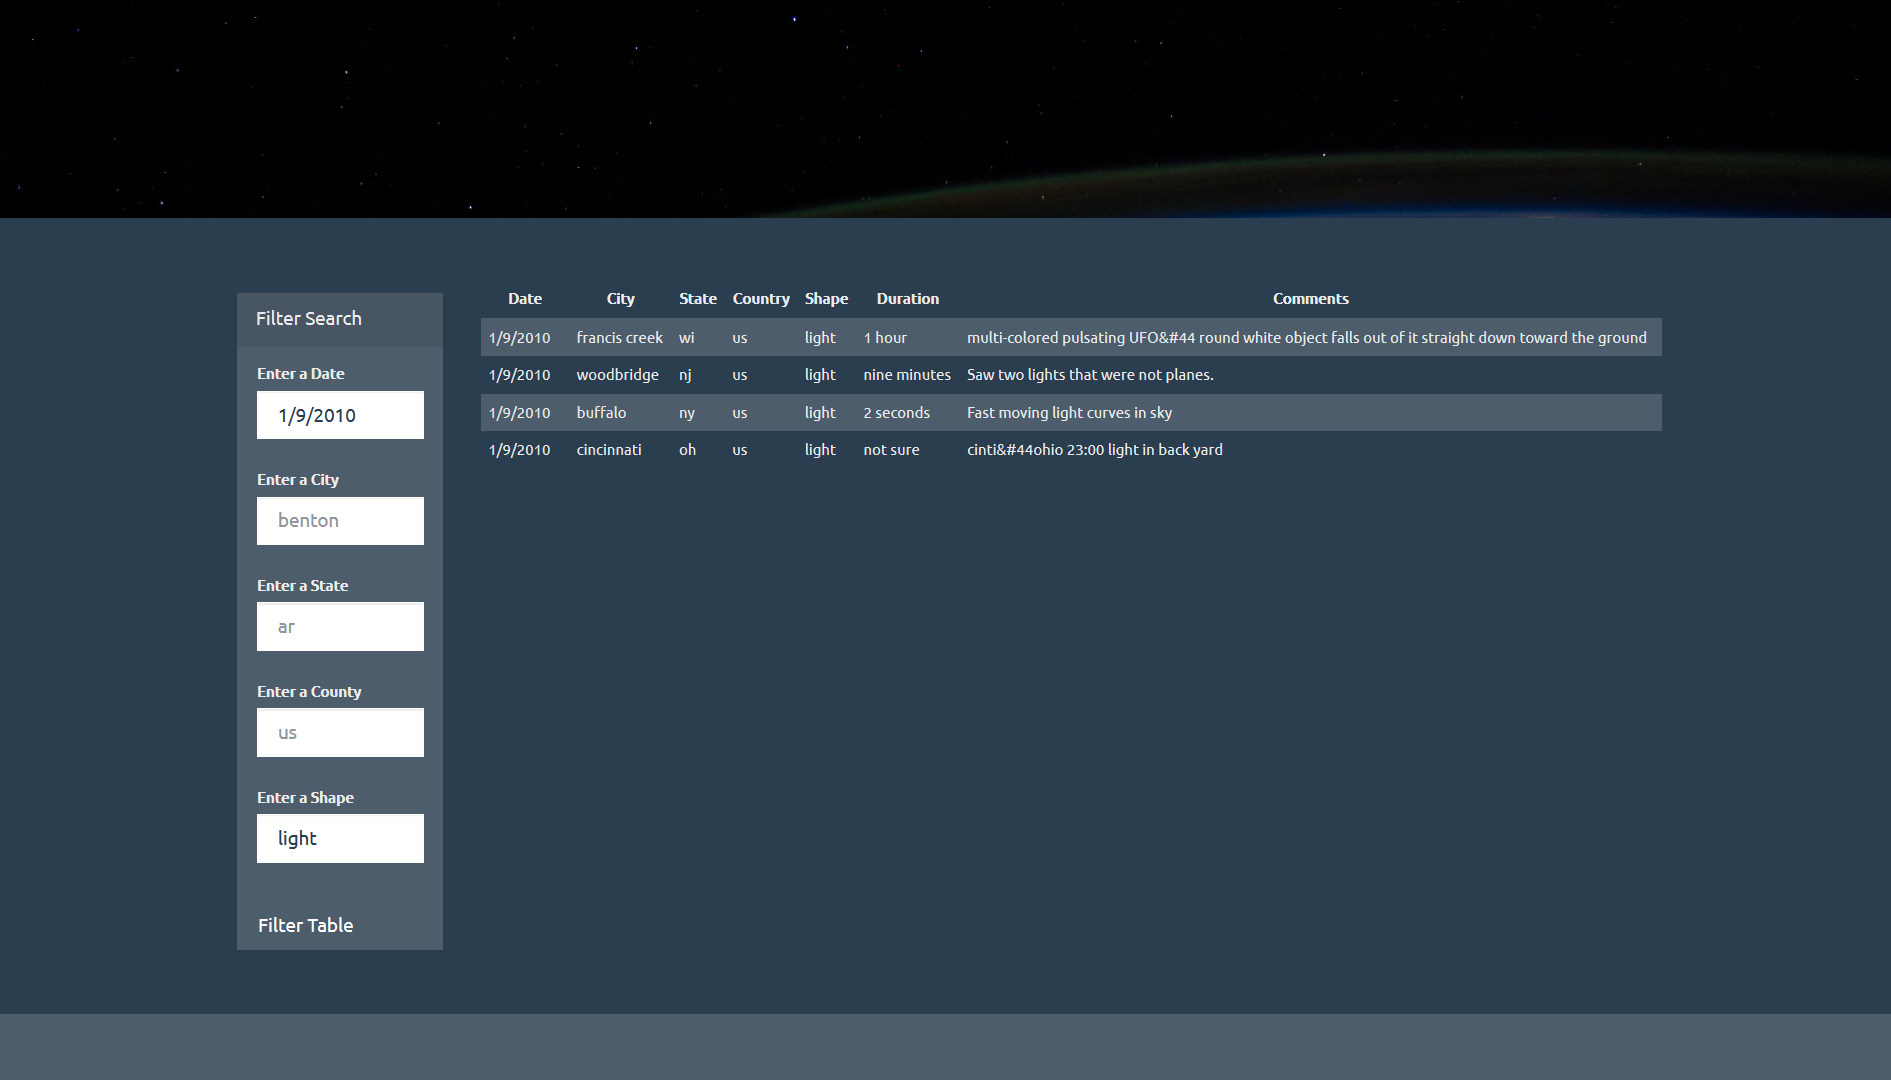 Filter Search
Enter a Date
1/9/2010
Enter a City
benton
Enter a State
ar
Enter a County
us
Enter a Shape
light
Filter Table
Date City State Country Shape Duration Comments
1/9/2010 francis creek wi us light 1 hour multi-colored pulsating UFO&#44 round white object falls out of it straight down toward the ground
1/9/2010 woodbridge nj us light nine minutes Saw two lights that were not planes.
1/9/2010 buffalo ny us light 2 seconds Fast moving light curves in sky
1/9/2010 cincinnati oh us light not sure cinti&#44ohio 23:00 light in back yard